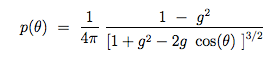 p(θ) = 1/4π (1 − g²)/[1 + g² − 2g cos(θ) ]^3/2